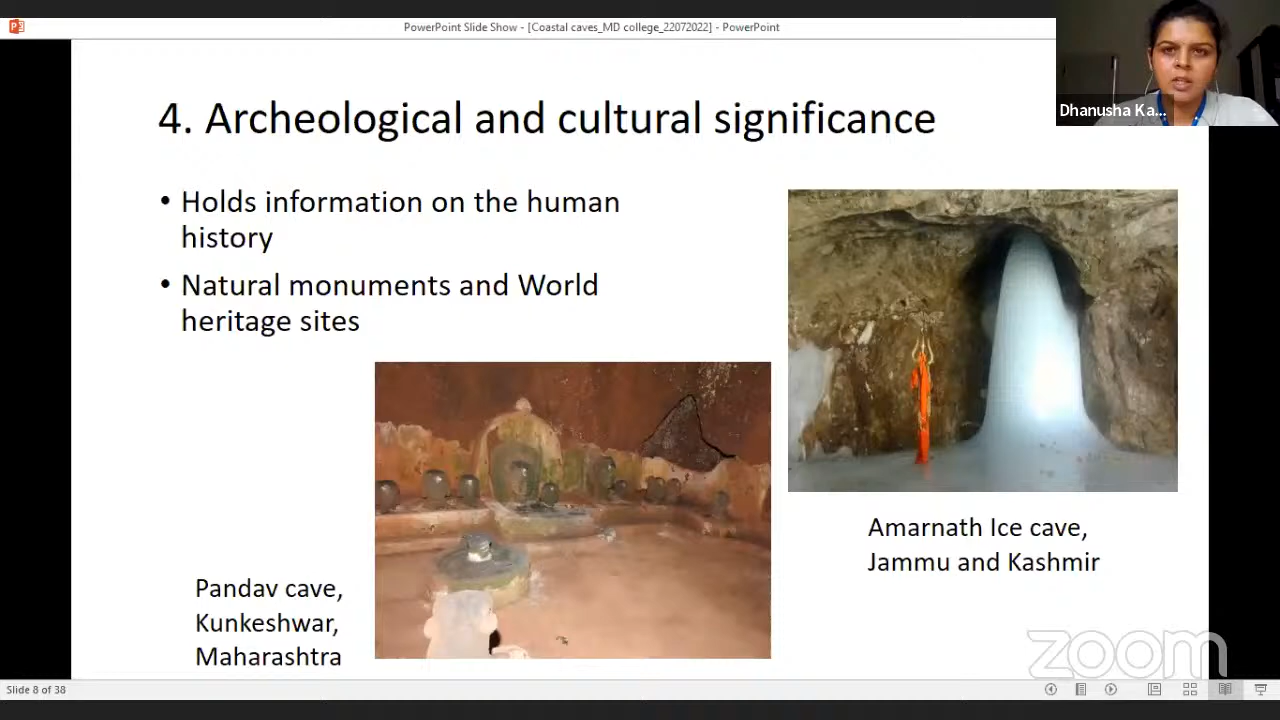 PowerPoint Slide Show - [Coastal caves_MD college_22072022] - PowerPoint
Dhanusha Ka...
4. Archeological and cultural significance
• Holds information on the human
history
• Natural monuments and World
heritage sites
Amarnath Ice cave,
Jammu and Kashmir
Pandav cave,
Kunkeshwar,
Maharashtra
zoom
Slide 8 of 38